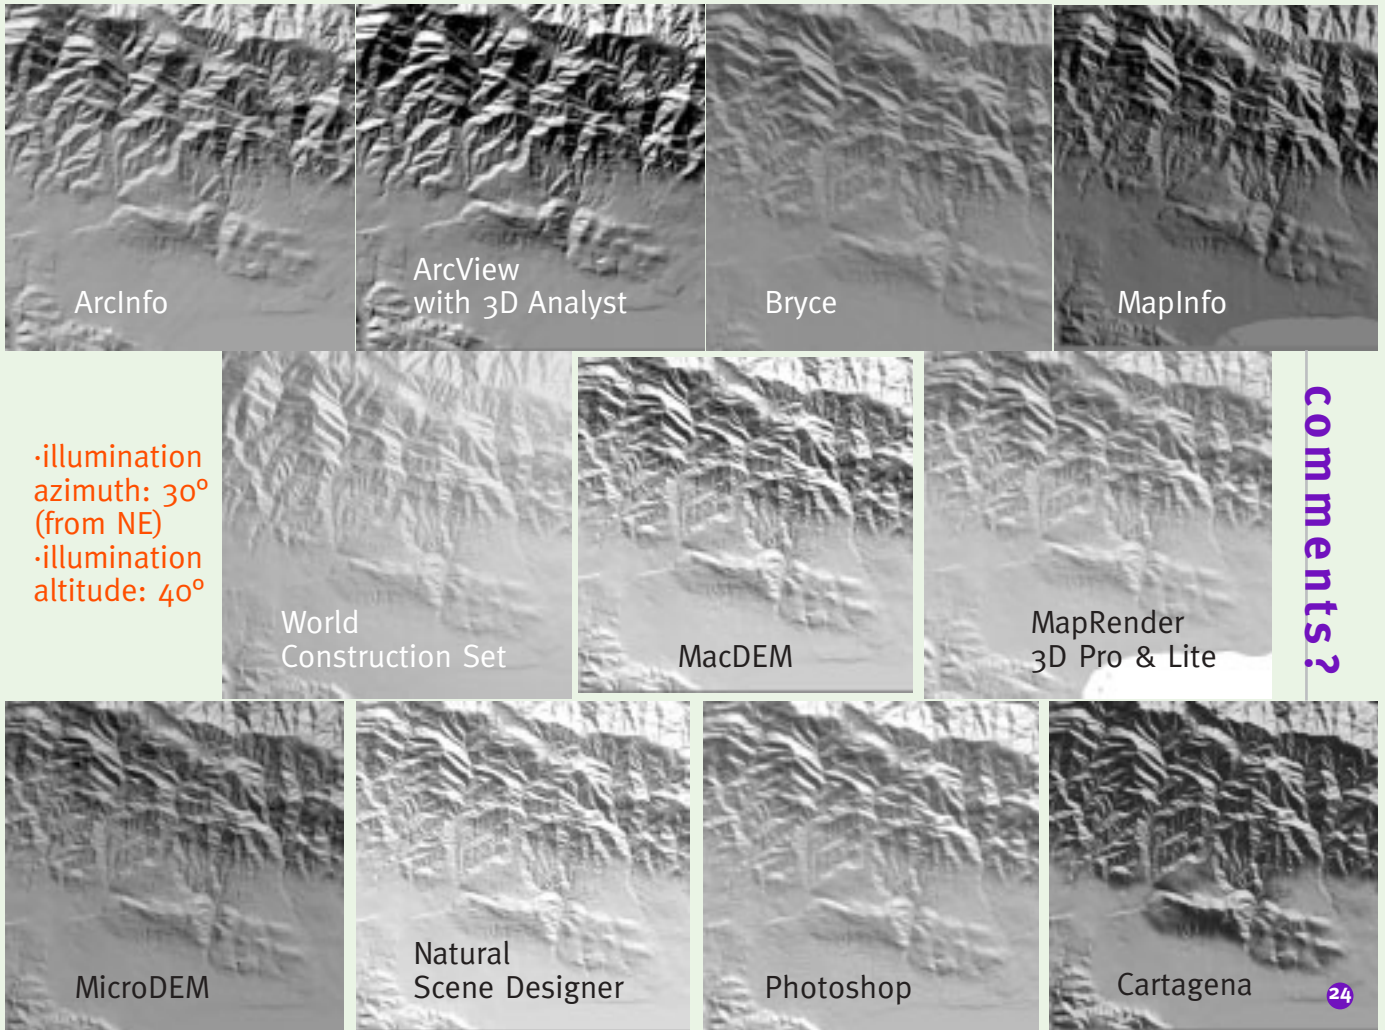 ArcInfo
ArcView
with 3D Analyst
Bryce
MapInfo
·illumination
azimuth: 30°
(from NE)
·illumination
altitude: 40°
World
Construction Set
MacDEM
MapRender
3D Pro & Lite
comments?
MicroDEM
Natural
Scene Designer
Photoshop
Cartagena
24